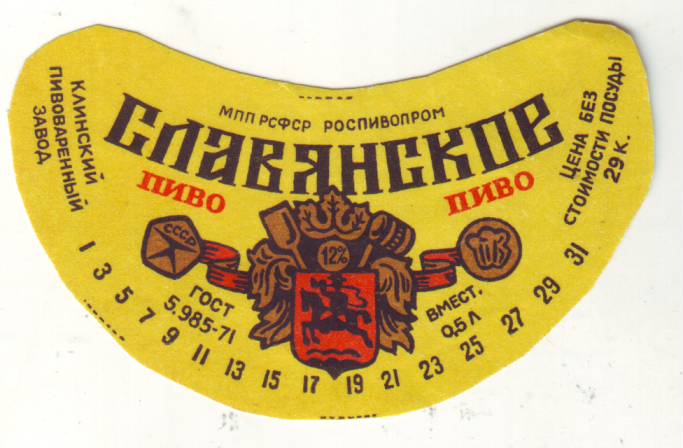 МПП РСФСР РОСПИВОПРОМ
СЛАВЯНСКОЕ
ПИВО ПИВО
КЛИНСКИЙ
ПИВОВАРЕННЫЙ
ЗАВОД
ЦЕНА БЕЗ
СТОИМОСТИ ПОСУДЫ
29 К.
СССР
12%
ГОСТ
5.985-71
ВМЕСТ.
0,5 Л
1 3 5 7 9 11 13 15 17 19 21 23 25 27 29 31